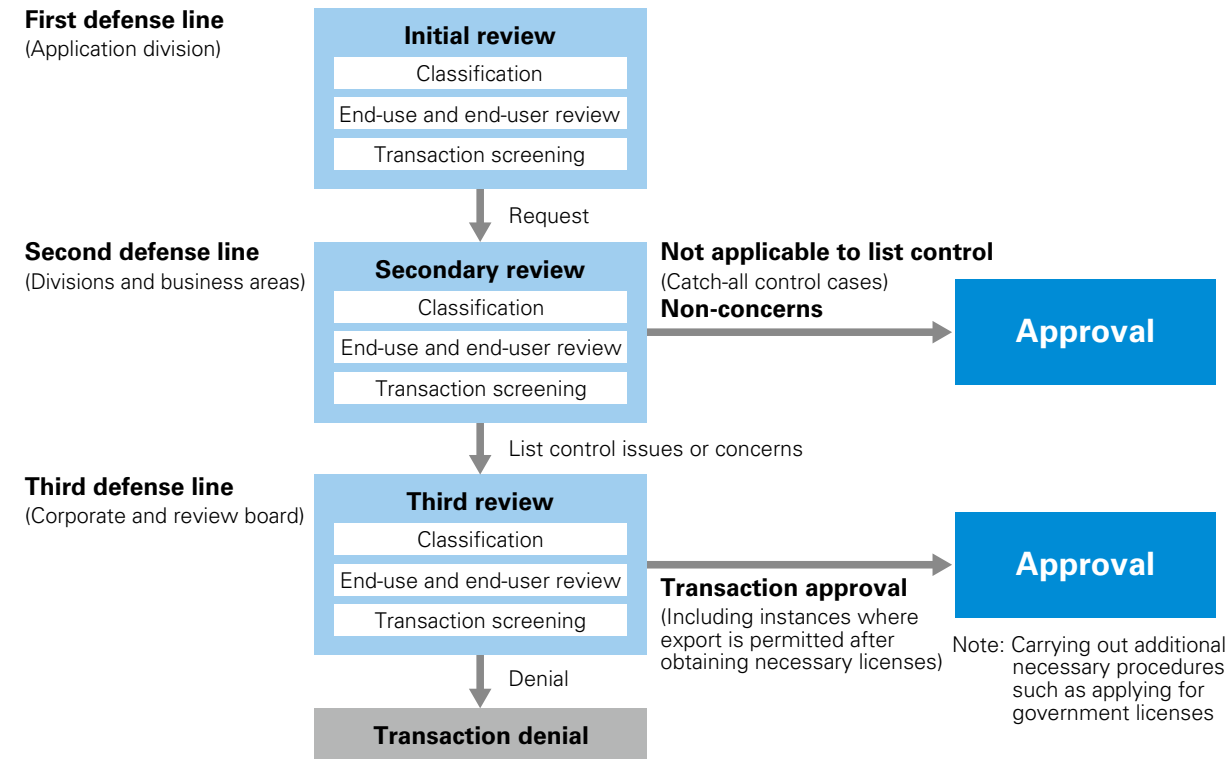 First defense line
(Application division)
Initial review
Classification
End-use and end-user review
Transaction screening
Request
Second defense line
(Divisions and business areas)
Secondary review
Classification
End-use and end-user review
Transaction screening
Not applicable to list control
(Catch-all control cases)
Non-concerns
Approval
List control issues or concerns
Third defense line
(Corporate and review board)
Third review
Classification
End-use and end-user review
Transaction screening
Transaction approval
(Including instances where
export is permitted after
obtaining necessary licenses)
Approval
Note: Carrying out additional
necessary procedures
such as applying for
government licenses
Denial
Transaction denial